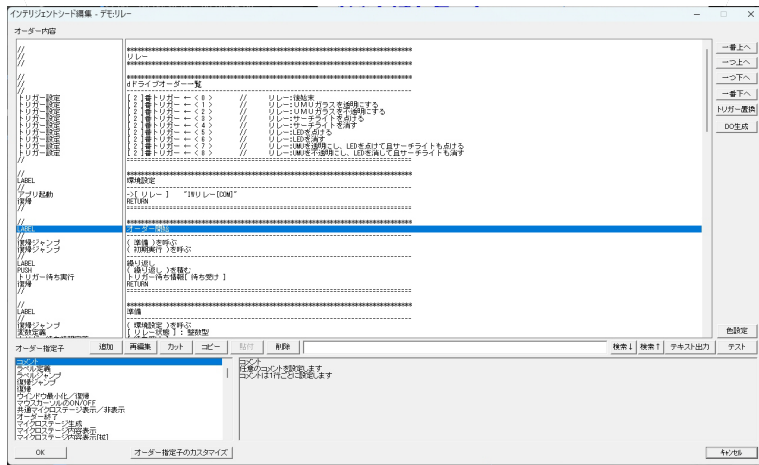 インテリジェントシード編集 - デモ:リレー
オーダー内容
// **********************************************************************
// リレー
// **********************************************************************
// **********************************************************************
// dドライブオーダー一覧
// ----------------------------------------------------------------------
トリガー設定 [ 2 ]番トリガー ← < 0 > // リレー:後始末
トリガー設定 [ 2 ]番トリガー ← < 1 > // リレー:UMUガラスを透明にする
トリガー設定 [ 2 ]番トリガー ← < 2 > // リレー:UMUガラスを不透明にする
トリガー設定 [ 2 ]番トリガー ← < 3 > // リレー:サーチライトを点ける
トリガー設定 [ 2 ]番トリガー ← < 4 > // リレー:サーチライトを消す
トリガー設定 [ 2 ]番トリガー ← < 5 > // リレー:LEDを点ける
トリガー設定 [ 2 ]番トリガー ← < 6 > // リレー:LEDを消す
トリガー設定 [ 2 ]番トリガー ← < 7 > // リレー:UMUを透明にし、LEDを点けて且サーチライトも点ける
トリガー設定 [ 2 ]番トリガー ← < 8 > // リレー:UMUを不透明にし、LEDを消して且サーチライトも消す
// ======================================================================
// **********************************************************************
LABEL 環境設定
// ----------------------------------------------------------------------
アプリ起動 ->[ リレー ] "IWリレー[COM]"
復帰 RETURN
// ======================================================================
// **********************************************************************
LABEL オーダー開始
// ----------------------------------------------------------------------
復帰ジャンプ ( 準備 )を呼ぶ
復帰ジャンプ ( 初期実行 )を呼ぶ
//
LABEL 繰り返し
PUSH ( 繰り返し )を積む
トリガー待ち実行 トリガー待ち情報[ 待ち受け ]
復帰 RETURN
// ======================================================================
// **********************************************************************
LABEL 準備
// ----------------------------------------------------------------------
復帰ジャンプ ( 環境設定 )を呼ぶ
変数定義 [ リレー状態 ] : 整数型
一番上へ
一つ上へ
一つ下へ
一番下へ
トリガー置換
DO生成
色設定
オーダー指定子 追加 再編集 カット コピー 貼付 削除 検索↓ 検索↑ テキスト出力 テスト
コメント
ラベル定義
ラベルジャンプ
復帰ジャンプ
復帰
ウインドウ最小化/復帰
マウスカーソルのON/OFF
共通マイクロステージ表示/非表示
オーダー終了
マイクロステージ生成
マイクロステージ内容表示
マイクロステージ内容表示[拡]
コメント
任意のコメントを設定します
コメントは1行ごとに設定します
OK オーダー指定子のカスタマイズ キャンセル